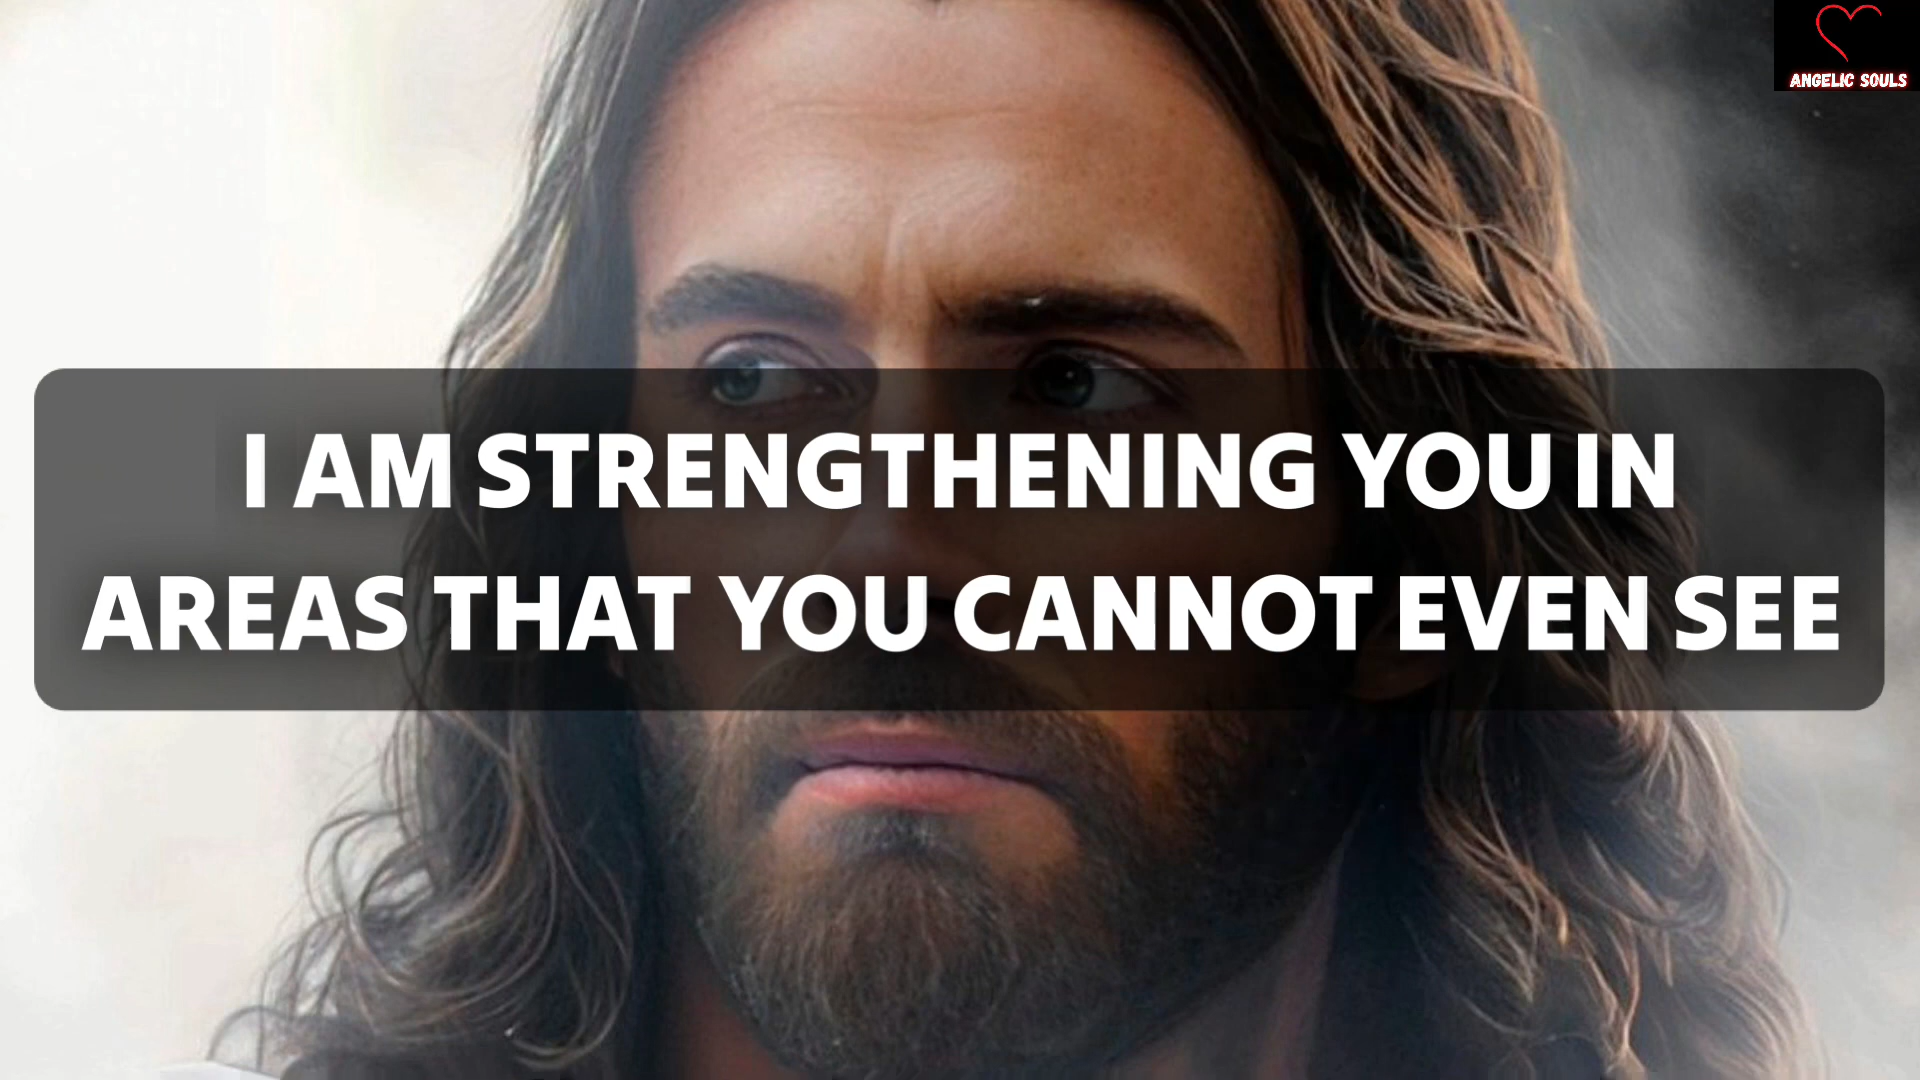 ANGELIC SOULS
I AM STRENGTHENING YOU IN
AREAS THAT YOU CANNOT EVEN SEE